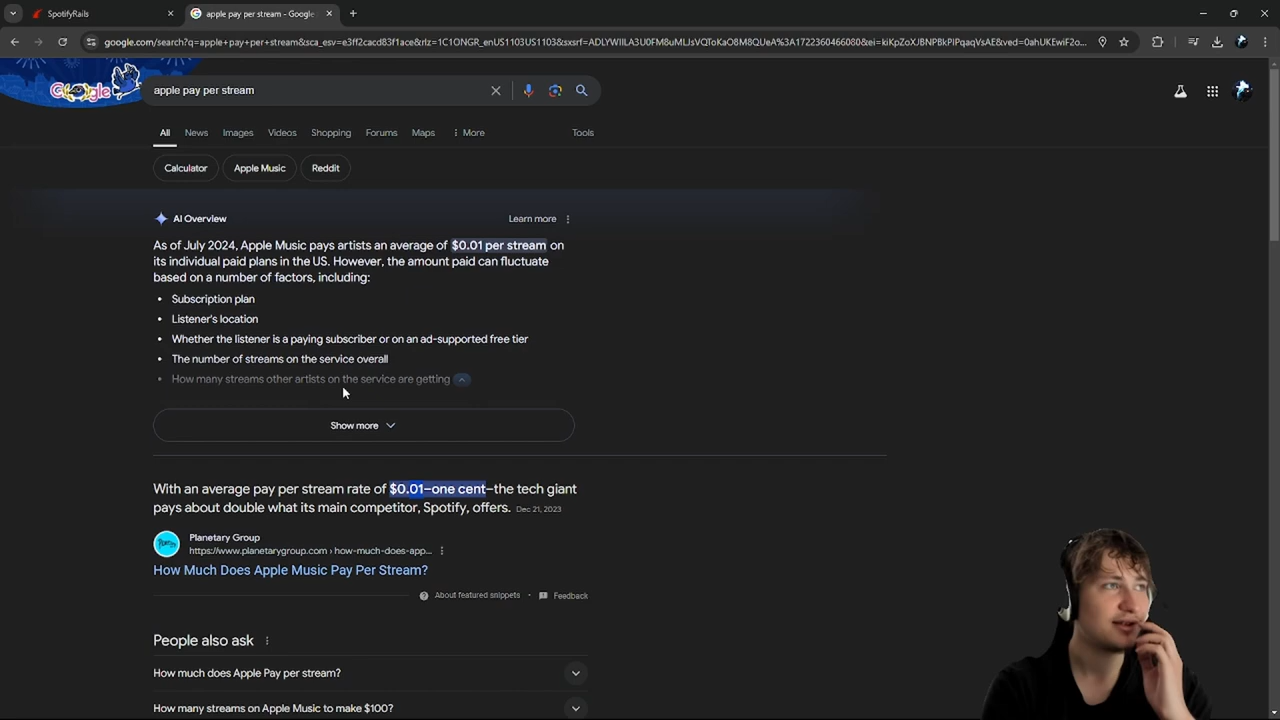 SpotifyRails
apple pay per stream - Google
google.com/search?q=apple+pay+per+stream&sca_esv=e3ff2cacd83f1ace&rlz=1C1ONGR_enUS1103US1103&sxsrf=ADLYWIILA3U0FM8uMLJsVQToKaO8M8QUeA%3A1722360466080&ei=kiKpZoXJBNPBkPIPqaqVsAE&ved=0ahUKEwiF2o...
Google
apple pay per stream
All
News
Images
Videos
Shopping
Forums
Maps
More
Tools
Calculator
Apple Music
Reddit
AI Overview
Learn more
As of July 2024, Apple Music pays artists an average of $0.01 per stream on
its individual paid plans in the US. However, the amount paid can fluctuate
based on a number of factors, including:
• Subscription plan
• Listener's location
• Whether the listener is a paying subscriber or on an ad-supported free tier
• The number of streams on the service overall
• How many streams other artists on the service are getting
Show more
With an average pay per stream rate of $0.01–one cent–the tech giant
pays about double what its main competitor, Spotify, offers. Dec 21, 2023
Planetary Group
https://www.planetarygroup.com › how-much-does-app...
How Much Does Apple Music Pay Per Stream?
About featured snippets
•
Feedback
People also ask
How much does Apple Pay per stream?
How many streams on Apple Music to make $100?